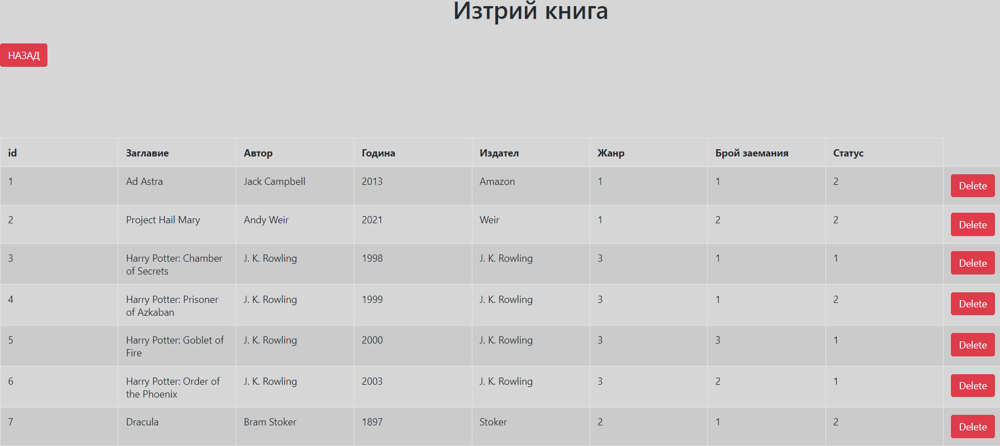 Изтрий книга
НАЗАД
id Заглавие Автор Година Издател Жанр Брой заемания Статус
1 Ad Astra Jack Campbell 2013 Amazon 1 1 2 Delete
2 Project Hail Mary Andy Weir 2021 Weir 1 2 2 Delete
3 Harry Potter: Chamber J. K. Rowling 1998 J. K. Rowling 3 1 1 Delete
of Secrets
4 Harry Potter: Prisoner J. K. Rowling 1999 J. K. Rowling 3 1 2 Delete
of Azkaban
5 Harry Potter: Goblet of J. K. Rowling 2000 J. K. Rowling 3 3 1 Delete
Fire
6 Harry Potter: Order of J. K. Rowling 2003 J. K. Rowling 3 2 1 Delete
the Phoenix
7 Dracula Bram Stoker 1897 Stoker 2 1 2 Delete